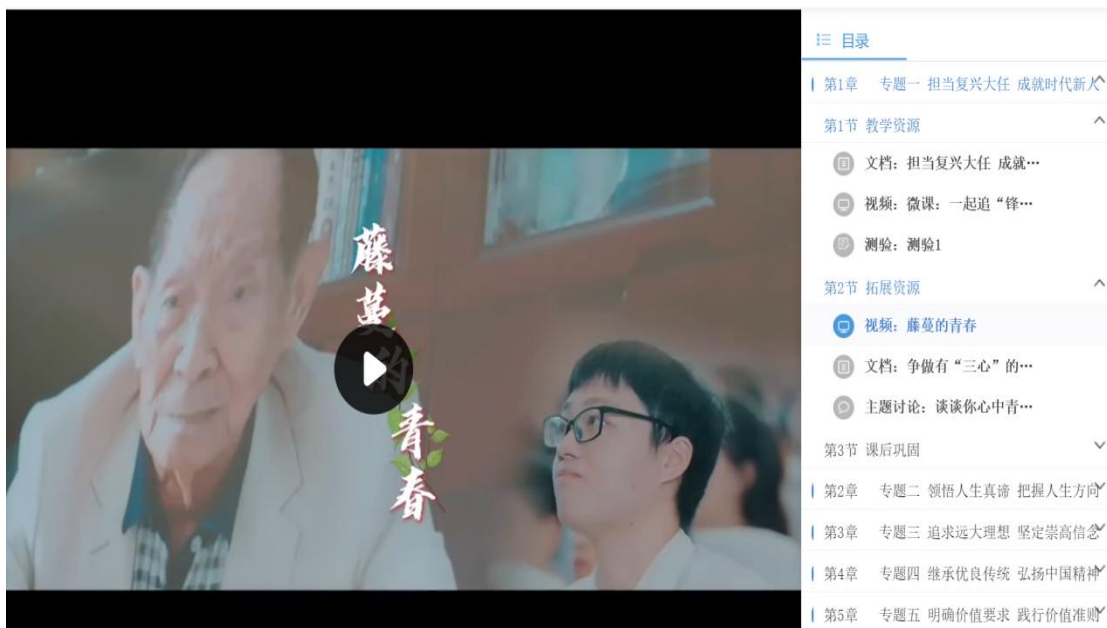 藤蔓的青春
目录
第1章 专题一 担当复兴大任 成就时代新人
第1节 教学资源
文档：担当复兴大任 成就…
视频：微课：一起追“锋…
测验：测验1
第2节 拓展资源
视频：藤蔓的青春
文档：争做有“三心”的…
主题讨论：谈谈你心中青…
第3节 课后巩固
第2章 专题二 领悟人生真谛 把握人生方向
第3章 专题三 追求远大理想 坚定崇高信念
第4章 专题四 继承优良传统 弘扬中国精神
第5章 专题五 明确价值要求 践行价值准则